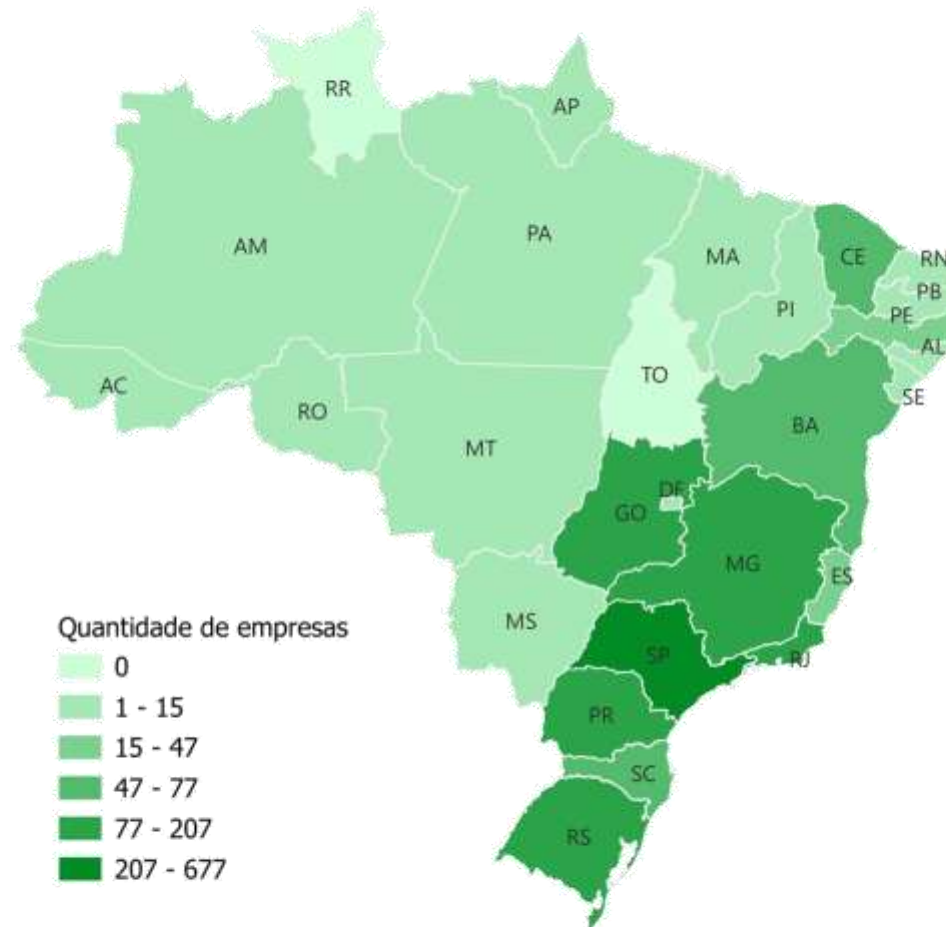 RR
AP
AM
PA
MA
CE
RN
PB
PI
PE
AL
TO
SE
AC
RO
BA
MT
DF
GO
MG
ES
MS
SP
RJ
PR
SC
RS
Quantidade de empresas
0
1 - 15
15 - 47
47 - 77
77 - 207
207 - 677